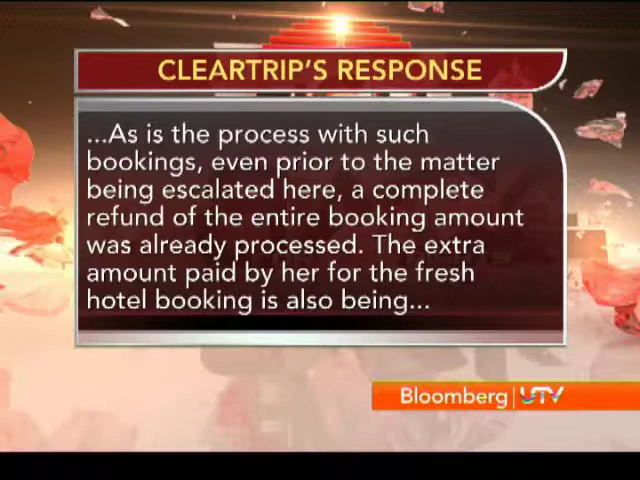 CLEARTRIP'S RESPONSE
...As is the process with such
bookings, even prior to the matter
being escalated here, a complete
refund of the entire booking amount
was already processed. The extra
amount paid by her for the fresh
hotel booking is also being...
Bloomberg | UTV